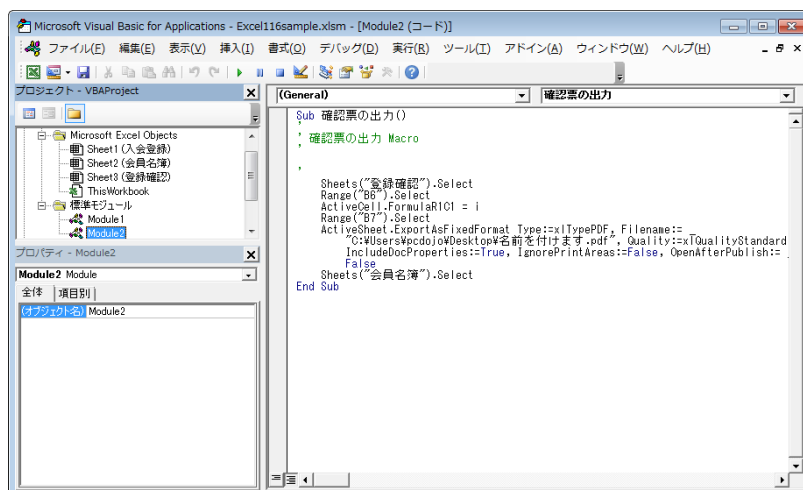 Microsoft Visual Basic for Applications - Excel116sample.xlsm - [Module2 (コード)]
ファイル(F) 編集(E) 表示(V) 挿入(I) 書式(O) デバッグ(D) 実行(R) ツール(T) アドイン(A) ウィンドウ(W) ヘルプ(H)
プロジェクト - VBAProject
Microsoft Excel Objects
Sheet1 (入会登録)
Sheet2 (会員名簿)
Sheet3 (登録確認)
ThisWorkbook
標準モジュール
Module1
Module2
プロパティ - Module2
Module2 Module
全体 項目別
(オブジェクト名) Module2
(General) 確認票の出力
Sub 確認票の出力()
'
' 確認票の出力 Macro
'
'
Sheets("登録確認").Select
Range("B6").Select
ActiveCell.FormulaR1C1 = i
Range("B7").Select
ActiveSheet.ExportAsFixedFormat Type:=xlTypePDF, Filename:= _
"C:¥Users¥pcdojo¥Desktop¥名前を付けます.pdf", Quality:=xlQualityStandard
IncludeDocProperties:=True, IgnorePrintAreas:=False, OpenAfterPublish:= _
False
Sheets("会員名簿").Select
End Sub